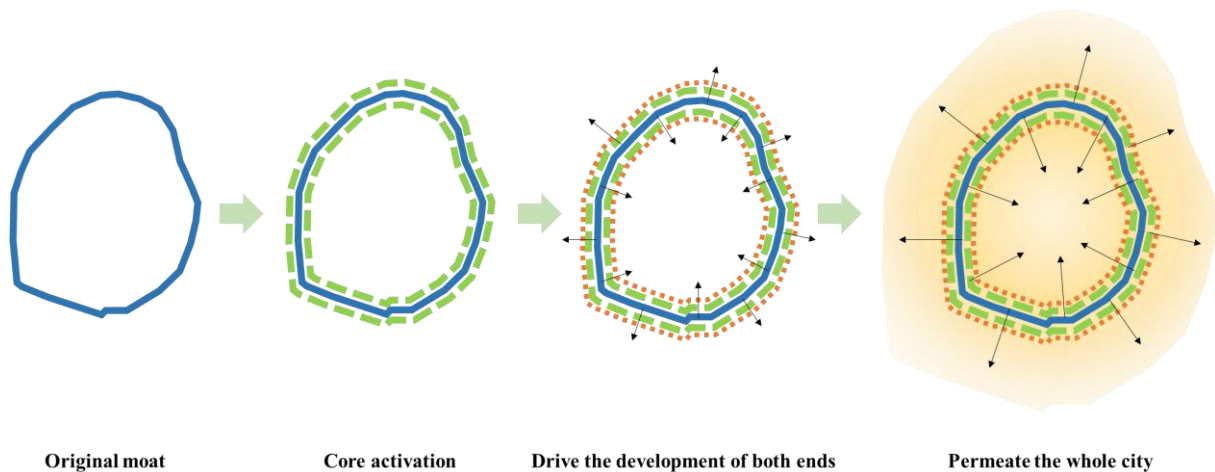 Original moat
Core activation
Drive the development of both ends
Permeate the whole city